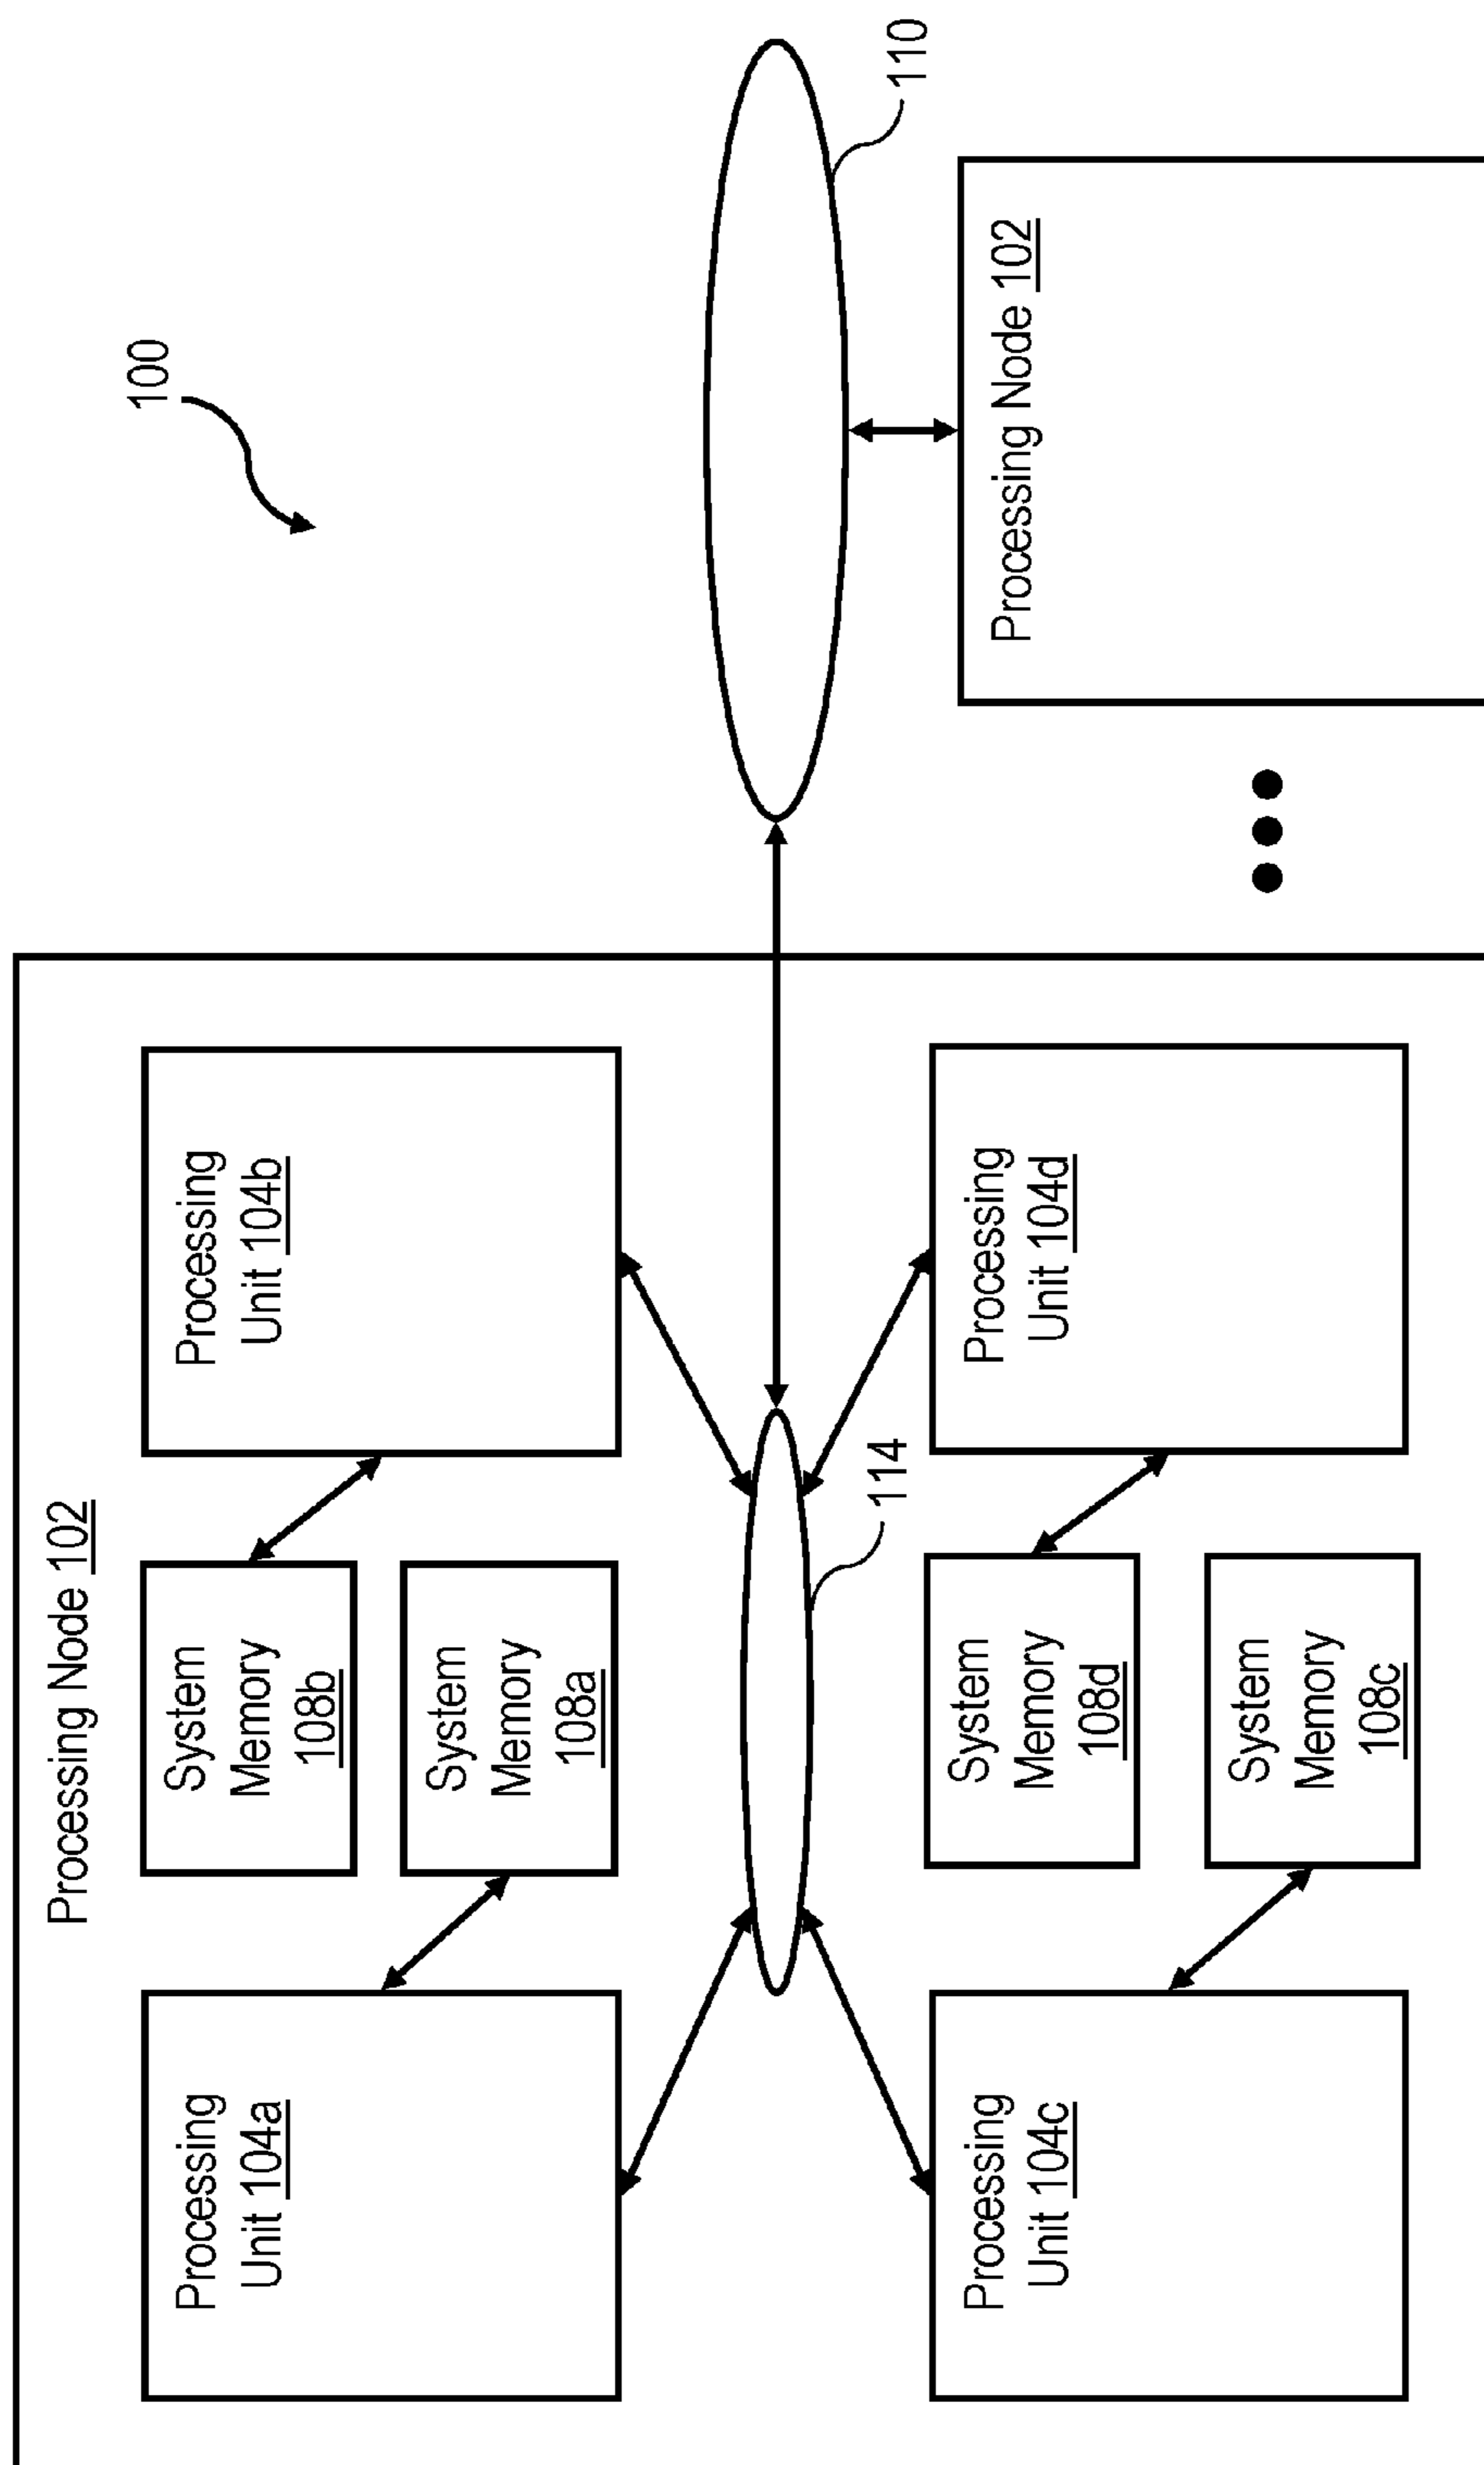 100
Processing Node 102
Processing
Unit 104a
System
Memory
108b
System
Memory
108a
Processing
Unit 104b
114
110
Processing
Unit 104c
System
Memory
108d
System
Memory
108c
Processing
Unit 104d
Processing Node 102